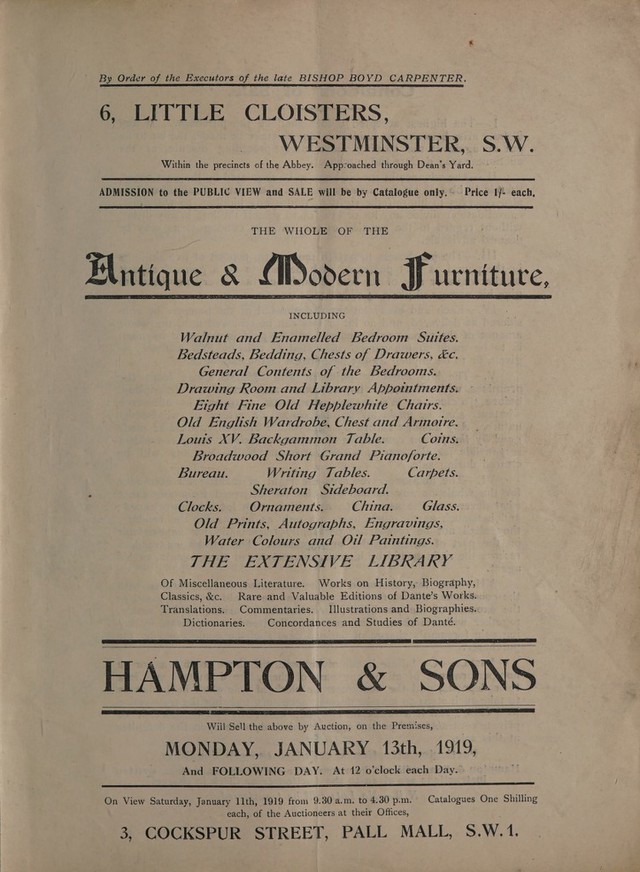 By Order of the Executors of the late BISHOP BOYD CARPENTER.
6, LITTLE CLOISTERS,
WESTMINSTER, S.W.
Within the precincts of the Abbey. Approached through Dean's Yard.
ADMISSION to the PUBLIC VIEW and SALE will be by Catalogue only. Price 1/- each.
THE WHOLE OF THE
Antique & Modern Furniture,
INCLUDING
Walnut and Enamelled Bedroom Suites.
Bedsteads, Bedding, Chests of Drawers, &c.
General Contents of the Bedrooms.
Drawing Room and Library Appointments.
Eight Fine Old Hepplewhite Chairs.
Old English Wardrobe, Chest and Armoire.
Louis XV. Backgammon Table. Coins.
Broadwood Short Grand Pianoforte.
Bureau. Writing Tables. Carpets.
Sheraton Sideboard.
Clocks. Ornaments. China. Glass.
Old Prints, Autographs, Engravings,
Water Colours and Oil Paintings.
THE EXTENSIVE LIBRARY
Of Miscellaneous Literature. Works on History, Biography,
Classics, &c. Rare and Valuable Editions of Dante's Works.
Translations. Commentaries. Illustrations and Biographies.
Dictionaries. Concordances and Studies of Danté.
HAMPTON & SONS
Will Sell the above by Auction, on the Premises,
MONDAY, JANUARY 13th, 1919,
And FOLLOWING DAY. At 12 o'clock each Day.
On View Saturday, January 11th, 1919 from 9.30 a.m. to 4.30 p.m. Catalogues One Shilling
each, of the Auctioneers at their Offices,
3, COCKSPUR STREET, PALL MALL, S.W.1.